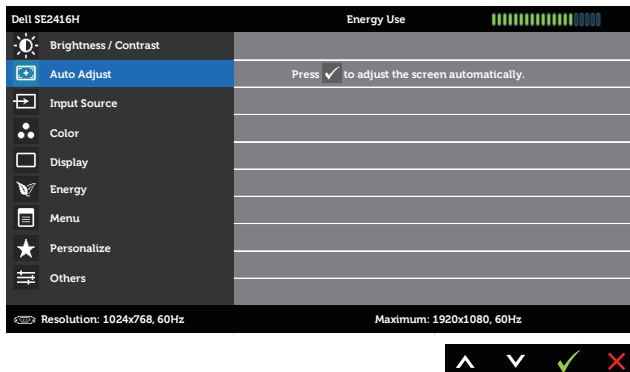 Dell SE2416H Energy Use
Brightness / Contrast
Auto Adjust Press ✓ to adjust the screen automatically.
Input Source
Color
Display
Energy
Menu
Personalize
Others
Resolution: 1024x768, 60Hz Maximum: 1920x1080, 60Hz